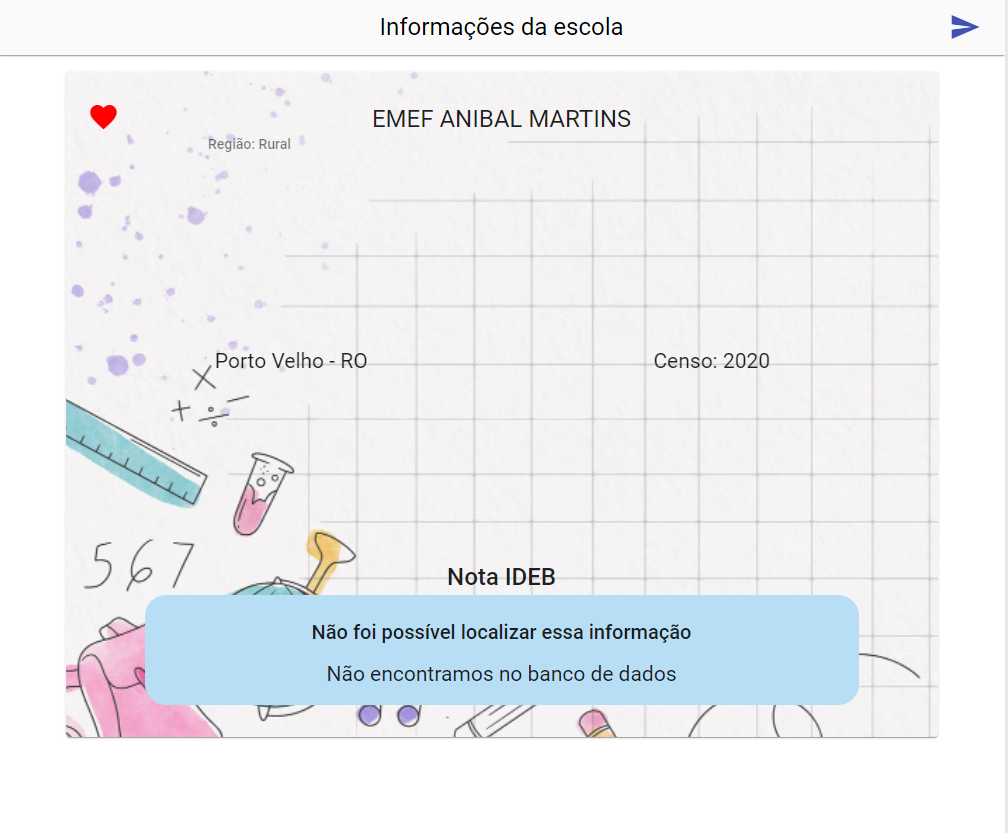 Informações da escola
EMEF ANIBAL MARTINS
Região: Rural
Porto Velho - RO
Censo: 2020
567
Nota IDEB
Não foi possível localizar essa informação
Não encontramos no banco de dados